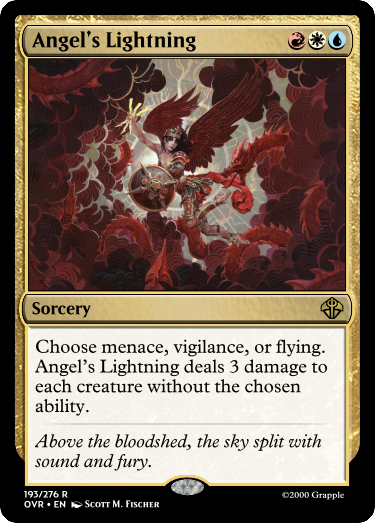 Angel's Lightning
Sorcery
Choose menace, vigilance, or flying.
Angel's Lightning deals 3 damage to
each creature without the chosen
ability.
Above the bloodshed, the sky split with
sound and fury.
193/276 R
OVR • EN Scott M. Fischer
©2000 Grapple